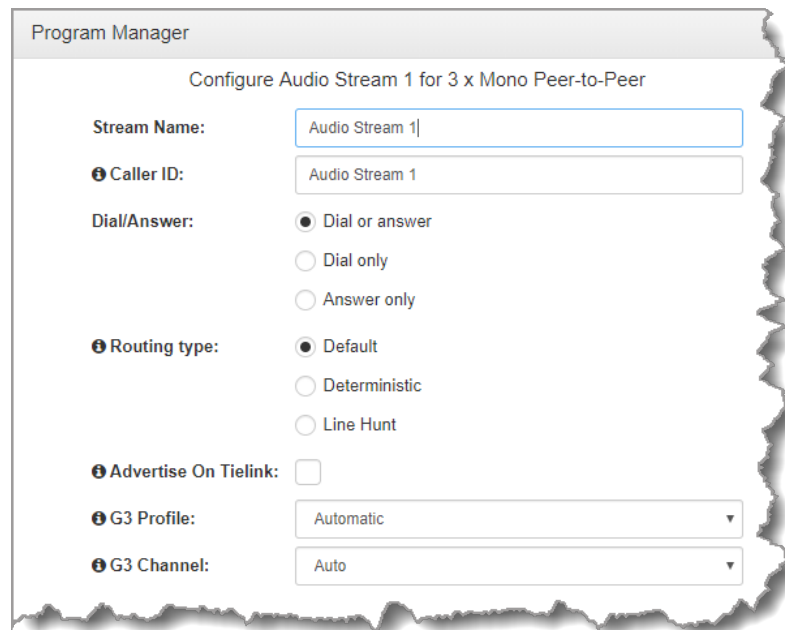 Program Manager
Configure Audio Stream 1 for 3 x Mono Peer-to-Peer
Stream Name: Audio Stream 1
Caller ID: Audio Stream 1
Dial/Answer: Dial or answer
Dial only
Answer only
Routing type: Default
Deterministic
Line Hunt
Advertise On Tielink:
G3 Profile: Automatic
G3 Channel: Auto